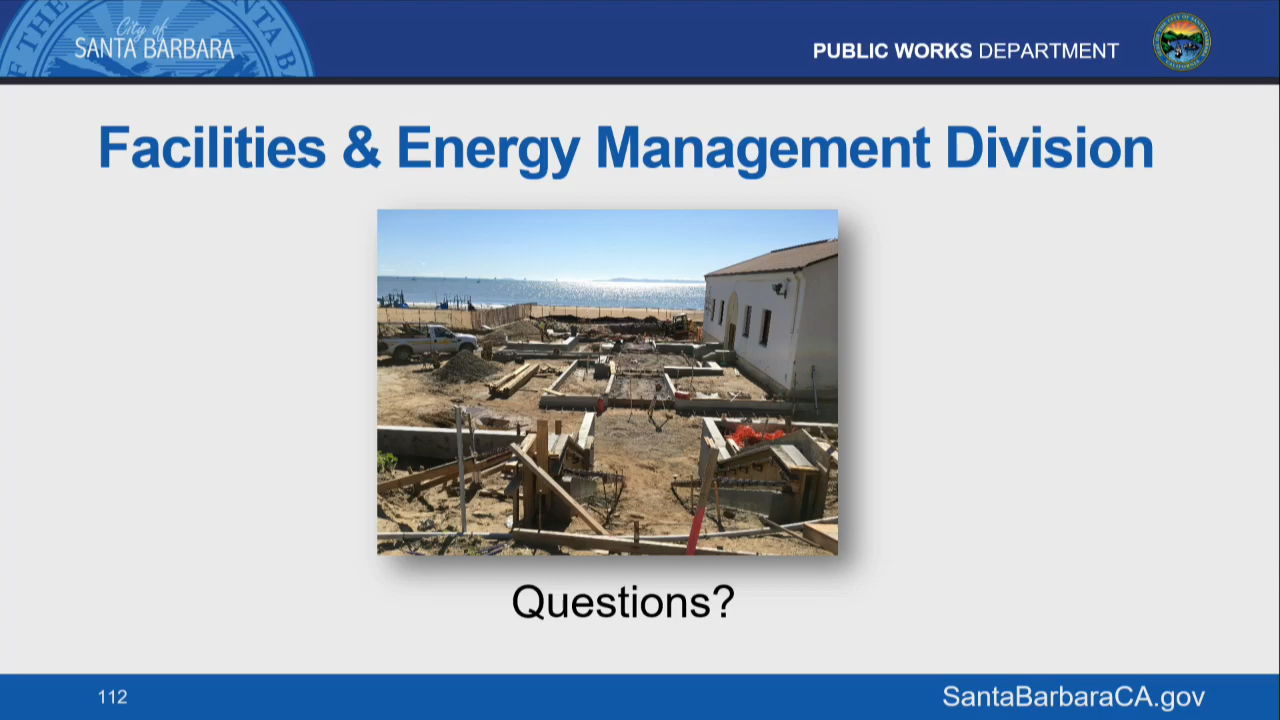 City of
SANTA BARBARA
PUBLIC WORKS DEPARTMENT
Facilities & Energy Management Division
Questions?
112
SantaBarbaraCA.gov